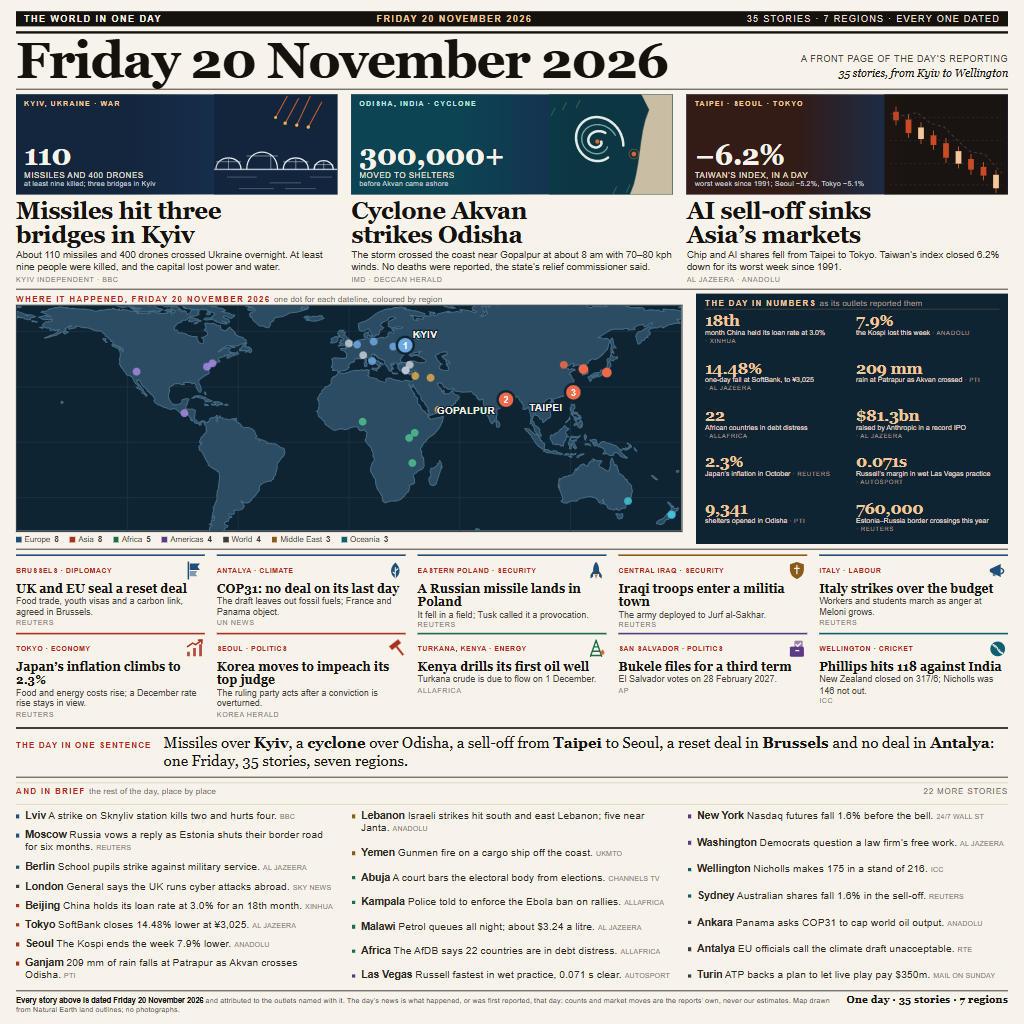 THE WORLD IN ONE DAY
FRIDAY 20 NOVEMBER 2026
35 STORIES · 7 REGIONS · EVERY ONE DATED
Friday 20 November 2026
A FRONT PAGE OF THE DAY'S REPORTING
35 stories, from Kyiv to Wellington
KYIV, UKRAINE · WAR
110
MISSILES AND 400 DRONES
at least nine killed; three bridges in Kyiv
Missiles hit three
bridges in Kyiv
About 110 missiles and 400 drones crossed Ukraine overnight. At least
nine people were killed, and the capital lost power and water.
KYIV INDEPENDENT · BBC
ODISHA, INDIA · CYCLONE
300,000+
MOVED TO SHELTERS
before Akvan came ashore
Cyclone Akvan
strikes Odisha
The storm crossed the coast near Gopalpur at about 8 am with 70–80 kph
winds. No deaths were reported, the state's relief commissioner said.
IMD · DECCAN HERALD
TAIPEI · SEOUL · TOKYO
−6.2%
TAIWAN'S INDEX, IN A DAY
worst week since 1991; Seoul −5.2%, Tokyo −5.1%
AI sell-off sinks
Asia's markets
Chip and AI shares fell from Taipei to Tokyo. Taiwan's index closed 6.2%
down for its worst week since 1991.
AL JAZEERA · ANADOLU
WHERE IT HAPPENED, FRIDAY 20 NOVEMBER 2026 one dot for each dateline, coloured by region
KYIV
1
GOPALPUR
2
TAIPEI
3
Europe 8
Asia 8
Africa 5
Americas 4
World 4
Middle East 3
Oceania 3
THE DAY IN NUMBERS as its outlets reported them
18th
month China held its loan rate at 3.0%
· XINHUA
7.9%
the Kospi lost this week · ANADOLU
14.48%
one-day fall at SoftBank, to ¥3,025
· AL JAZEERA
209 mm
rain at Patrapur as Akvan crossed · PTI
22
African countries in debt distress
· ALLAFRICA
$81.3bn
raised by Anthropic in a record IPO
· AL JAZEERA
2.3%
Japan's inflation in October · REUTERS
0.071s
Russell's margin in wet Las Vegas practice
· AUTOSPORT
9,341
shelters opened in Odisha · PTI
760,000
Estonia–Russia border crossings this year
· REUTERS
BRUSSELS · DIPLOMACY
UK and EU seal a reset deal
Food trade, youth visas and a carbon link,
agreed in Brussels.
REUTERS
ANTALYA · CLIMATE
COP31: no deal on its last day
The draft leaves out fossil fuels; France and
Panama object.
UN NEWS
EASTERN POLAND · SECURITY
A Russian missile lands in
Poland
It fell in a field; Tusk called it a provocation.
REUTERS
CENTRAL IRAQ · SECURITY
Iraqi troops enter a militia
town
The army deployed to Jurf al-Sakhar.
REUTERS
ITALY · LABOUR
Italy strikes over the budget
Workers and students march as anger at
Meloni grows.
REUTERS
TOKYO · ECONOMY
Japan's inflation climbs to
2.3%
Food and energy costs rise; a December rate
rise stays in view.
REUTERS
SEOUL · POLITICS
Korea moves to impeach its
top judge
The ruling party acts after a conviction is
overturned.
KOREA HERALD
TURKANA, KENYA · ENERGY
Kenya drills its first oil well
Turkana crude is due to flow on 1 December.
ALLAFRICA
SAN SALVADOR · POLITICS
Bukele files for a third term
El Salvador votes on 28 February 2027.
AP
WELLINGTON · CRICKET
Phillips hits 118 against India
New Zealand closed on 317/6; Nicholls was
146 not out.
ICC
THE DAY IN ONE SENTENCE
Missiles over Kyiv, a cyclone over Odisha, a sell-off from Taipei to Seoul, a reset deal in Brussels and no deal in Antalya:
one Friday, 35 stories, seven regions.
AND IN BRIEF the rest of the day, place by place
22 MORE STORIES
Lviv A strike on Sknyliv station kills two and hurts four. BBC
Moscow Russia vows a reply as Estonia shuts their border road
for six months. REUTERS
Berlin School pupils strike against military service. AL JAZEERA
London General says the UK runs cyber attacks abroad. SKY NEWS
Beijing China holds its loan rate at 3.0% for an 18th month. XINHUA
Tokyo SoftBank closes 14.48% lower at ¥3,025. AL JAZEERA
Seoul The Kospi ends the week 7.9% lower. ANADOLU
Ganjam 209 mm of rain falls at Patrapur as Akvan crosses
Odisha. PTI
Lebanon Israeli strikes hit south and east Lebanon; five near
Janta. ANADOLU
Yemen Gunmen fire on a cargo ship off the coast. UKMTO
Abuja A court bars the electoral body from elections. CHANNELS TV
Kampala Police told to enforce the Ebola ban on rallies. ALLAFRICA
Malawi Petrol queues all night; about $3.24 a litre. AL JAZEERA
Africa The AfDB says 22 countries are in debt distress. ALLAFRICA
Las Vegas Russell fastest in wet practice, 0.071 s clear. AUTOSPORT
New York Nasdaq futures fall 1.6% before the bell. 24/7 WALL ST
Washington Democrats question a law firm's free work. AL JAZEERA
Wellington Nicholls makes 175 in a stand of 216. ICC
Sydney Australian shares fall 1.6% in the sell-off. REUTERS
Ankara Panama asks COP31 to cap world oil output. ANADOLU
Antalya EU officials call the climate draft unacceptable. RTE
Turin ATP backs a plan to let live play pay $350m. MAIL ON SUNDAY
Every story above is dated Friday 20 November 2026 and attributed to the outlets named with it. The day's news is what happened, or was first reported, that day: counts and market moves are the reports' own, never our estimates. Map drawn
from Natural Earth land outlines; no photographs.
One day · 35 stories · 7 regions